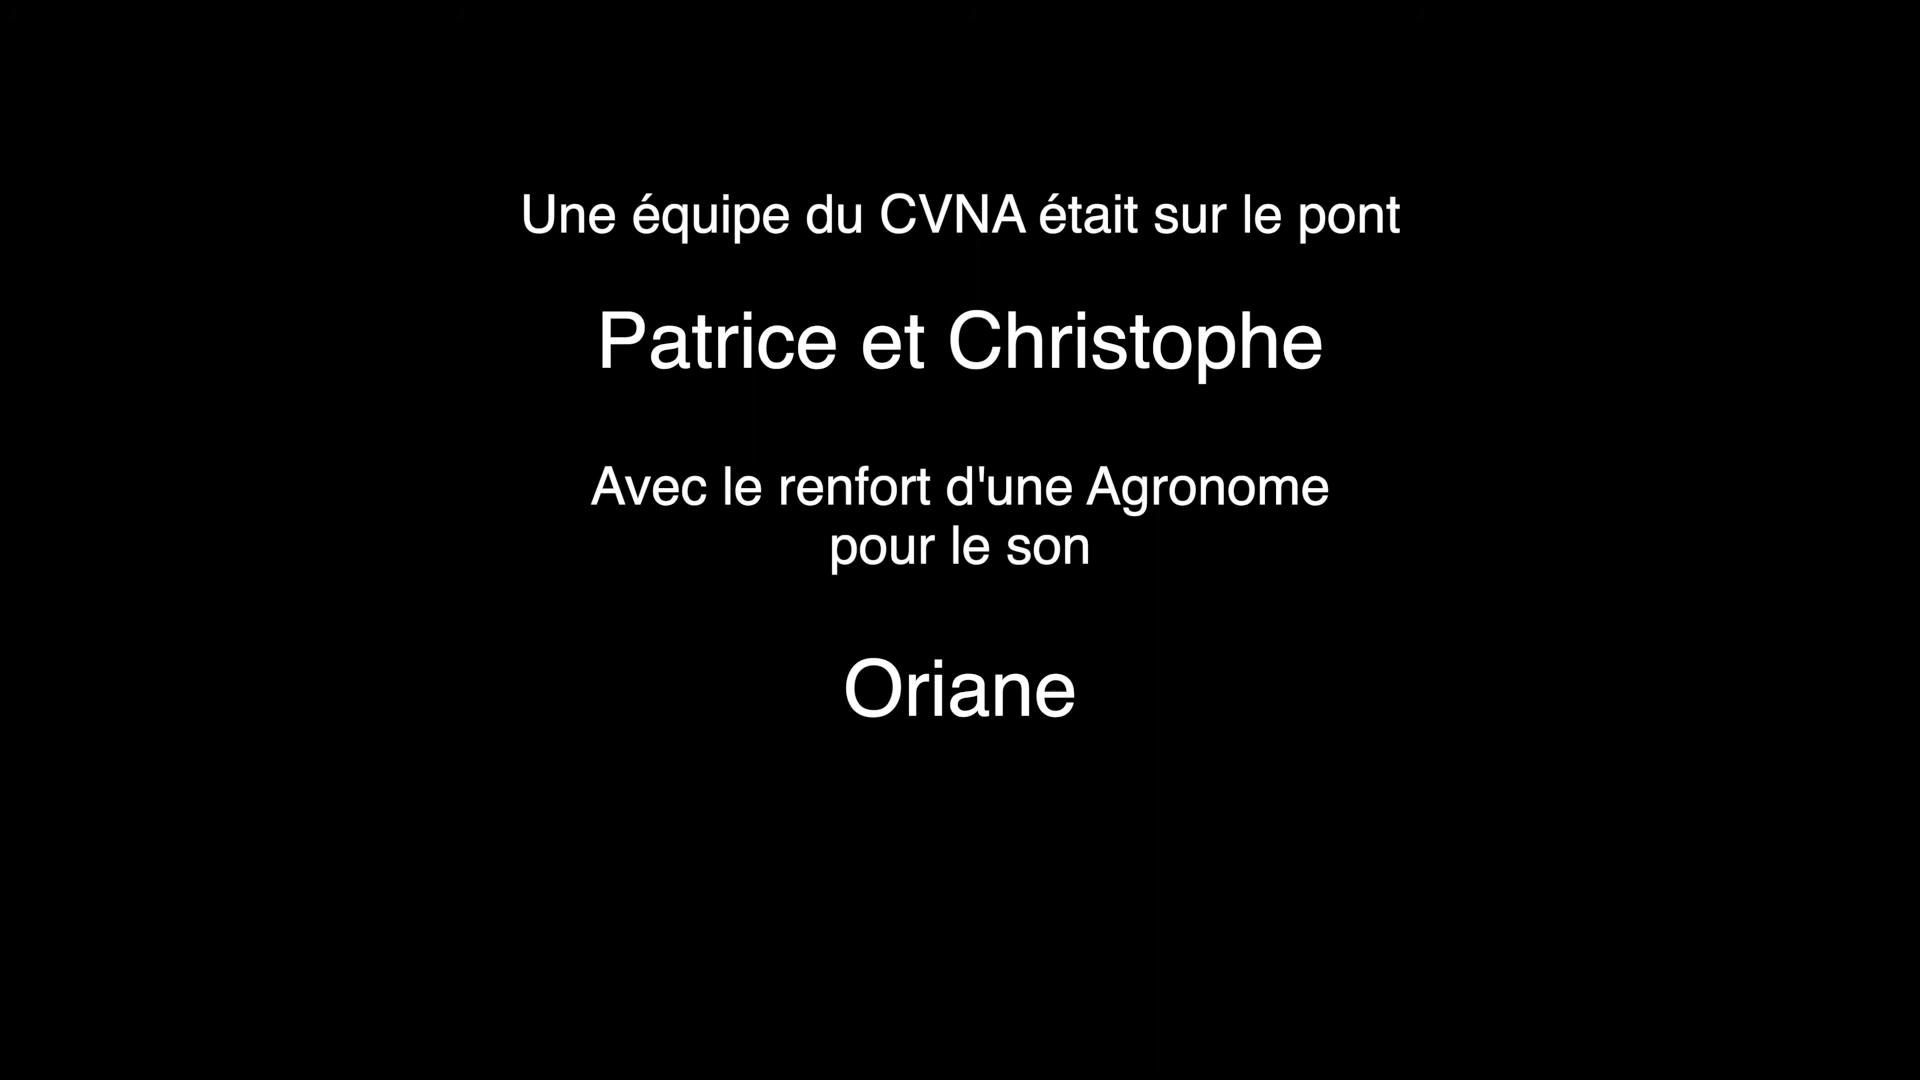 Une équipe du CVNA était sur le pont
Patrice et Christophe
Avec le renfort d'une Agronome
pour le son
Oriane